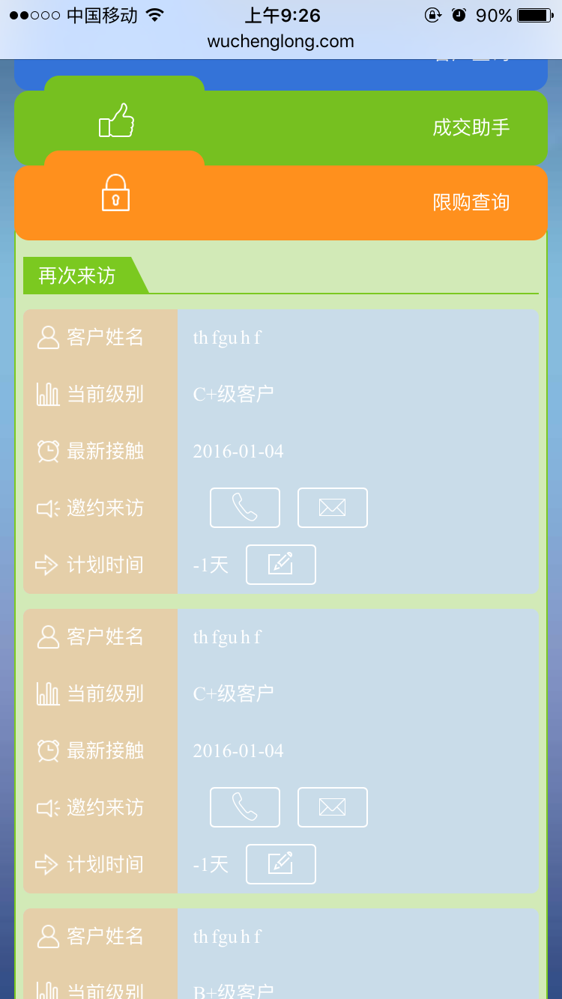 中国移动 上午9:26 90%
wuchenglong.com
成交助手
限购查询
再次来访
客户姓名 th fgu h f
当前级别 C+级客户
最新接触 2016-01-04
邀约来访
计划时间 -1天
客户姓名 th fgu h f
当前级别 C+级客户
最新接触 2016-01-04
邀约来访
计划时间 -1天
客户姓名 th fgu h f
当前级别 B+级客户